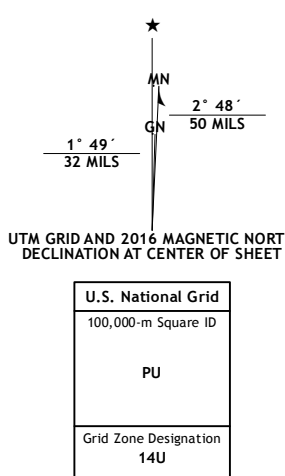 ★
MN
2° 48´
50 MILS
GN
1° 49´
32 MILS
UTM GRID AND 2016 MAGNETIC NORT
DECLINATION AT CENTER OF SHEET
U.S. National Grid
100,000-m Square ID
PU
Grid Zone Designation
14U